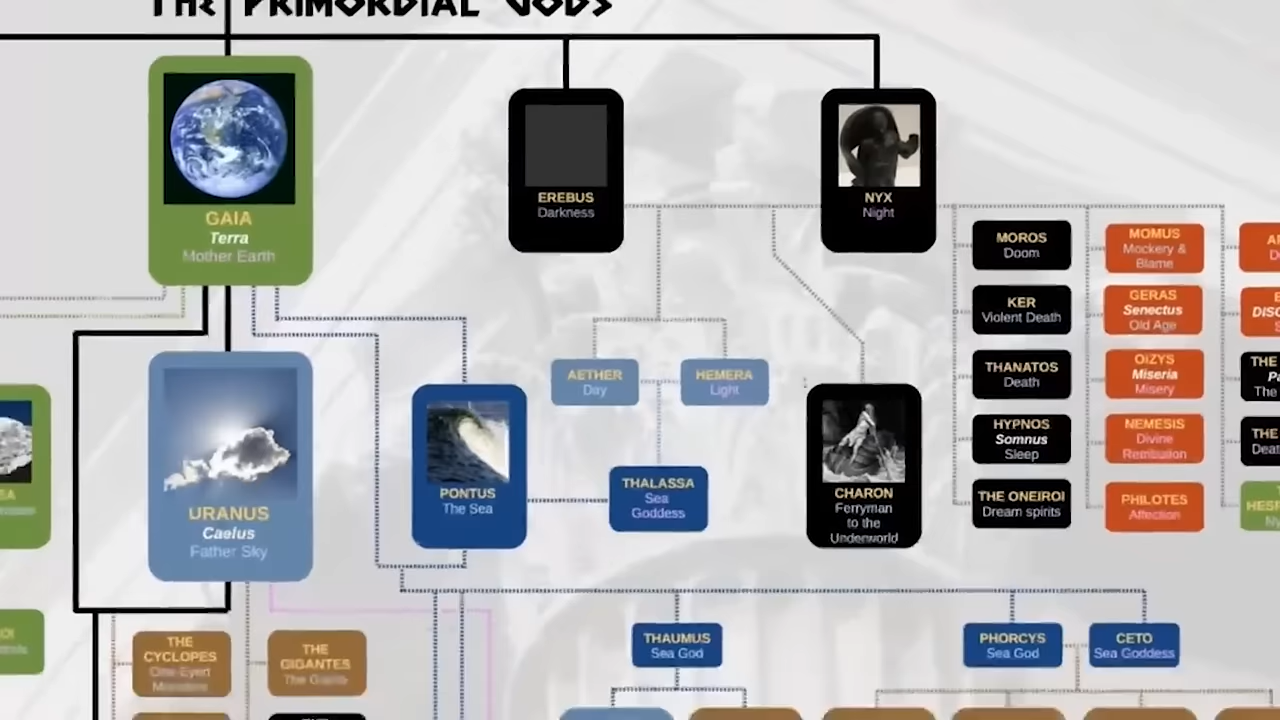 THE PRIMORDIAL GODS
GAIA
Terra
Mother Earth
EREBUS
Darkness
NYX
Night
MOROS
Doom
MOMUS
Mockery &
Blame
KER
Violent Death
GERAS
Senectus
Old Age
THANATOS
Death
OIZYS
Miseria
Misery
HYPNOS
Somnus
Sleep
NEMESIS
Divine
Retribution
THE ONEIROI
Dream spirits
PHILOTES
Affection
AETHER
Day
HEMERA
Light
URANUS
Caelus
Father Sky
PONTUS
The Sea
THALASSA
Sea
Goddess
CHARON
Ferryman
to the
Underworld
THE
CYCLOPES
One-Eyed
Monsters
THE
GIGANTES
The Giants
THAUMUS
Sea God
PHORCYS
Sea God
CETO
Sea Goddess